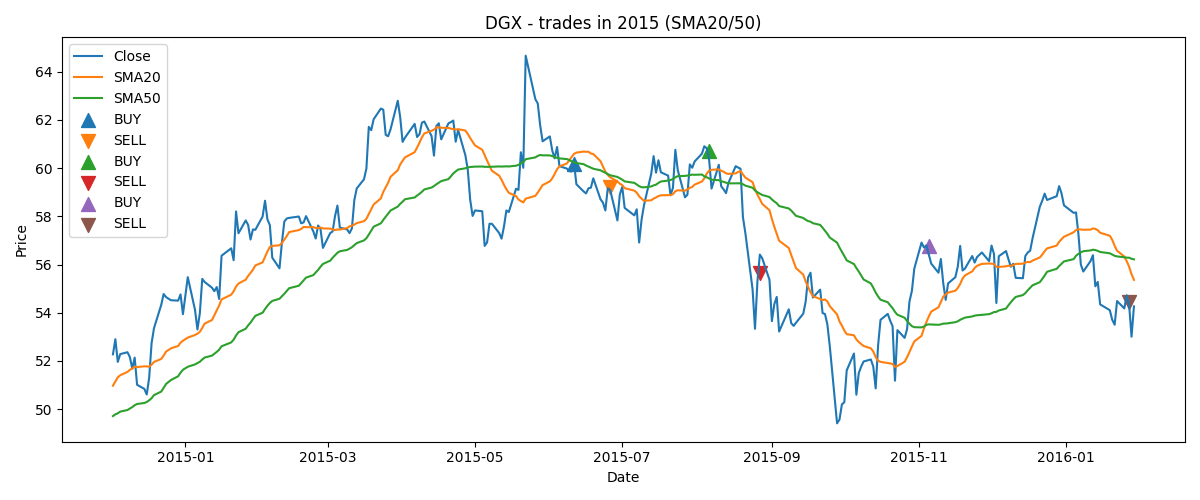 DGX - trades in 2015 (SMA20/50)
Close
SMA20
SMA50
BUY
SELL
BUY
SELL
BUY
SELL
Price
64
62
60
58
56
54
52
50
2015-01
2015-03
2015-05
2015-07
2015-09
2015-11
2016-01
Date